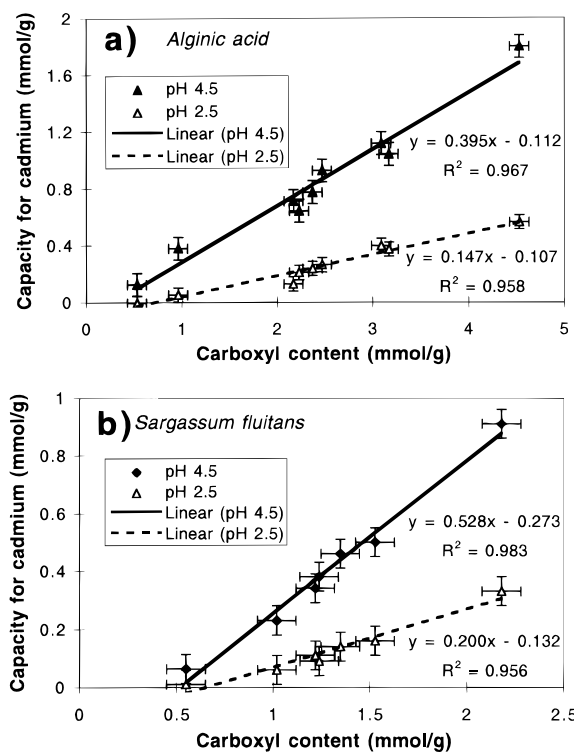 a) Alginic acid
Capacity for cadmium (mmol/g)
2
1.6
1.2
0.8
0.4
0
pH 4.5
pH 2.5
Linear (pH 4.5)
Linear (pH 2.5)
y = 0.395x - 0.112
R² = 0.967
y = 0.147x - 0.107
R² = 0.958
0 1 2 3 4 5
Carboxyl content (mmol/g)
b) Sargassum fluitans
Capacity for cadmium (mmol/g)
1
0.8
0.6
0.4
0.2
0
pH 4.5
pH 2.5
Linear (pH 4.5)
Linear (pH 2.5)
y = 0.528x - 0.273
R² = 0.983
y = 0.200x - 0.132
R² = 0.956
0 0.5 1 1.5 2 2.5
Carboxyl content (mmol/g)